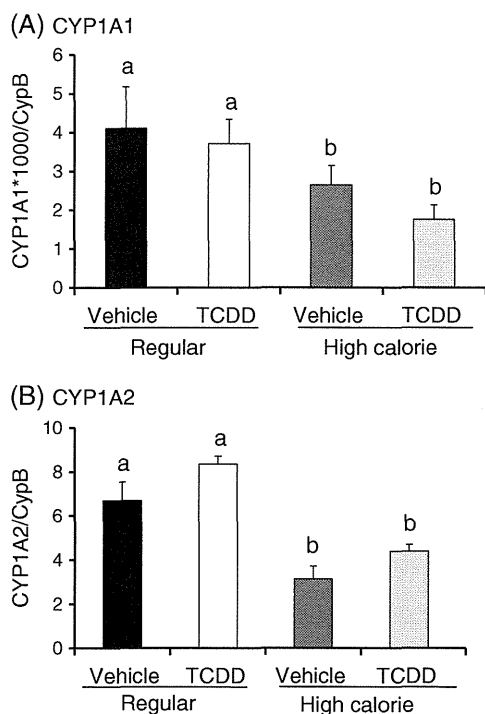 (A) CYP1A1
CYP1A1*1000/CypB
6
5
4
3
2
1
0
a
a
b
b
Vehicle TCDD Vehicle TCDD
Regular High calorie
(B) CYP1A2
CYP1A2/CypB
10
8
6
4
2
0
a
a
b
b
Vehicle TCDD Vehicle TCDD
Regular High calorie